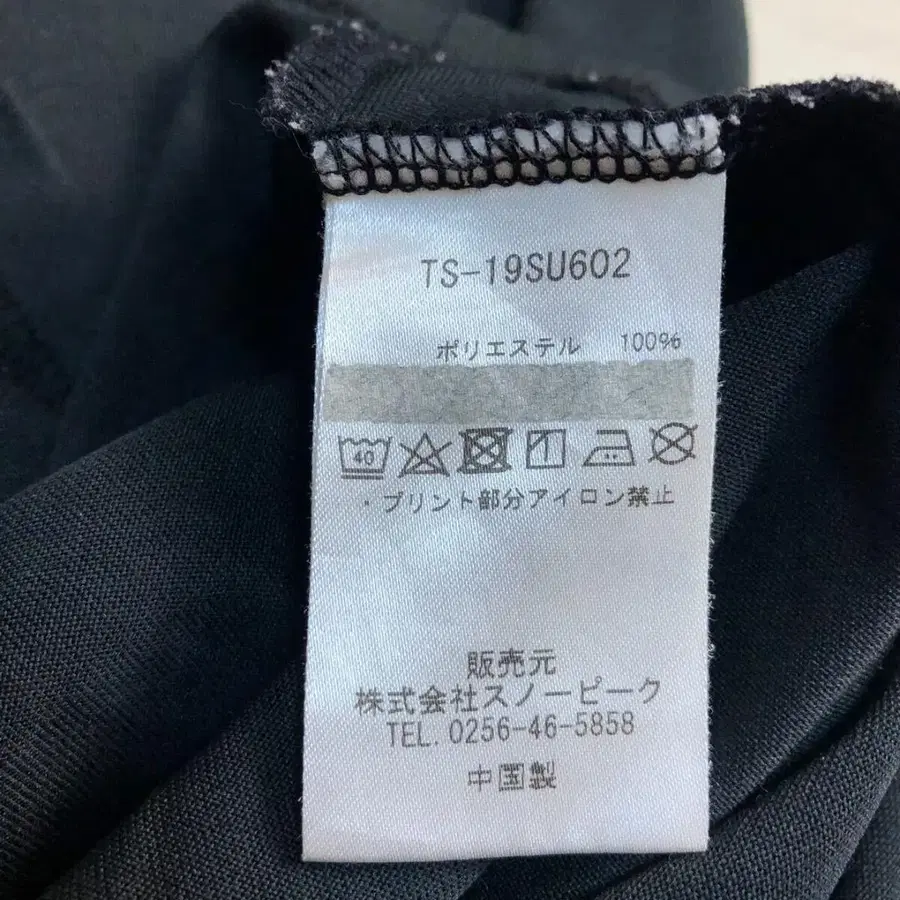 TS-19SU602
ポリエステル 100%
40
・プリント部分アイロン禁止
販売元
株式会社スノーピーク
TEL. 0256-46-5858
中国製